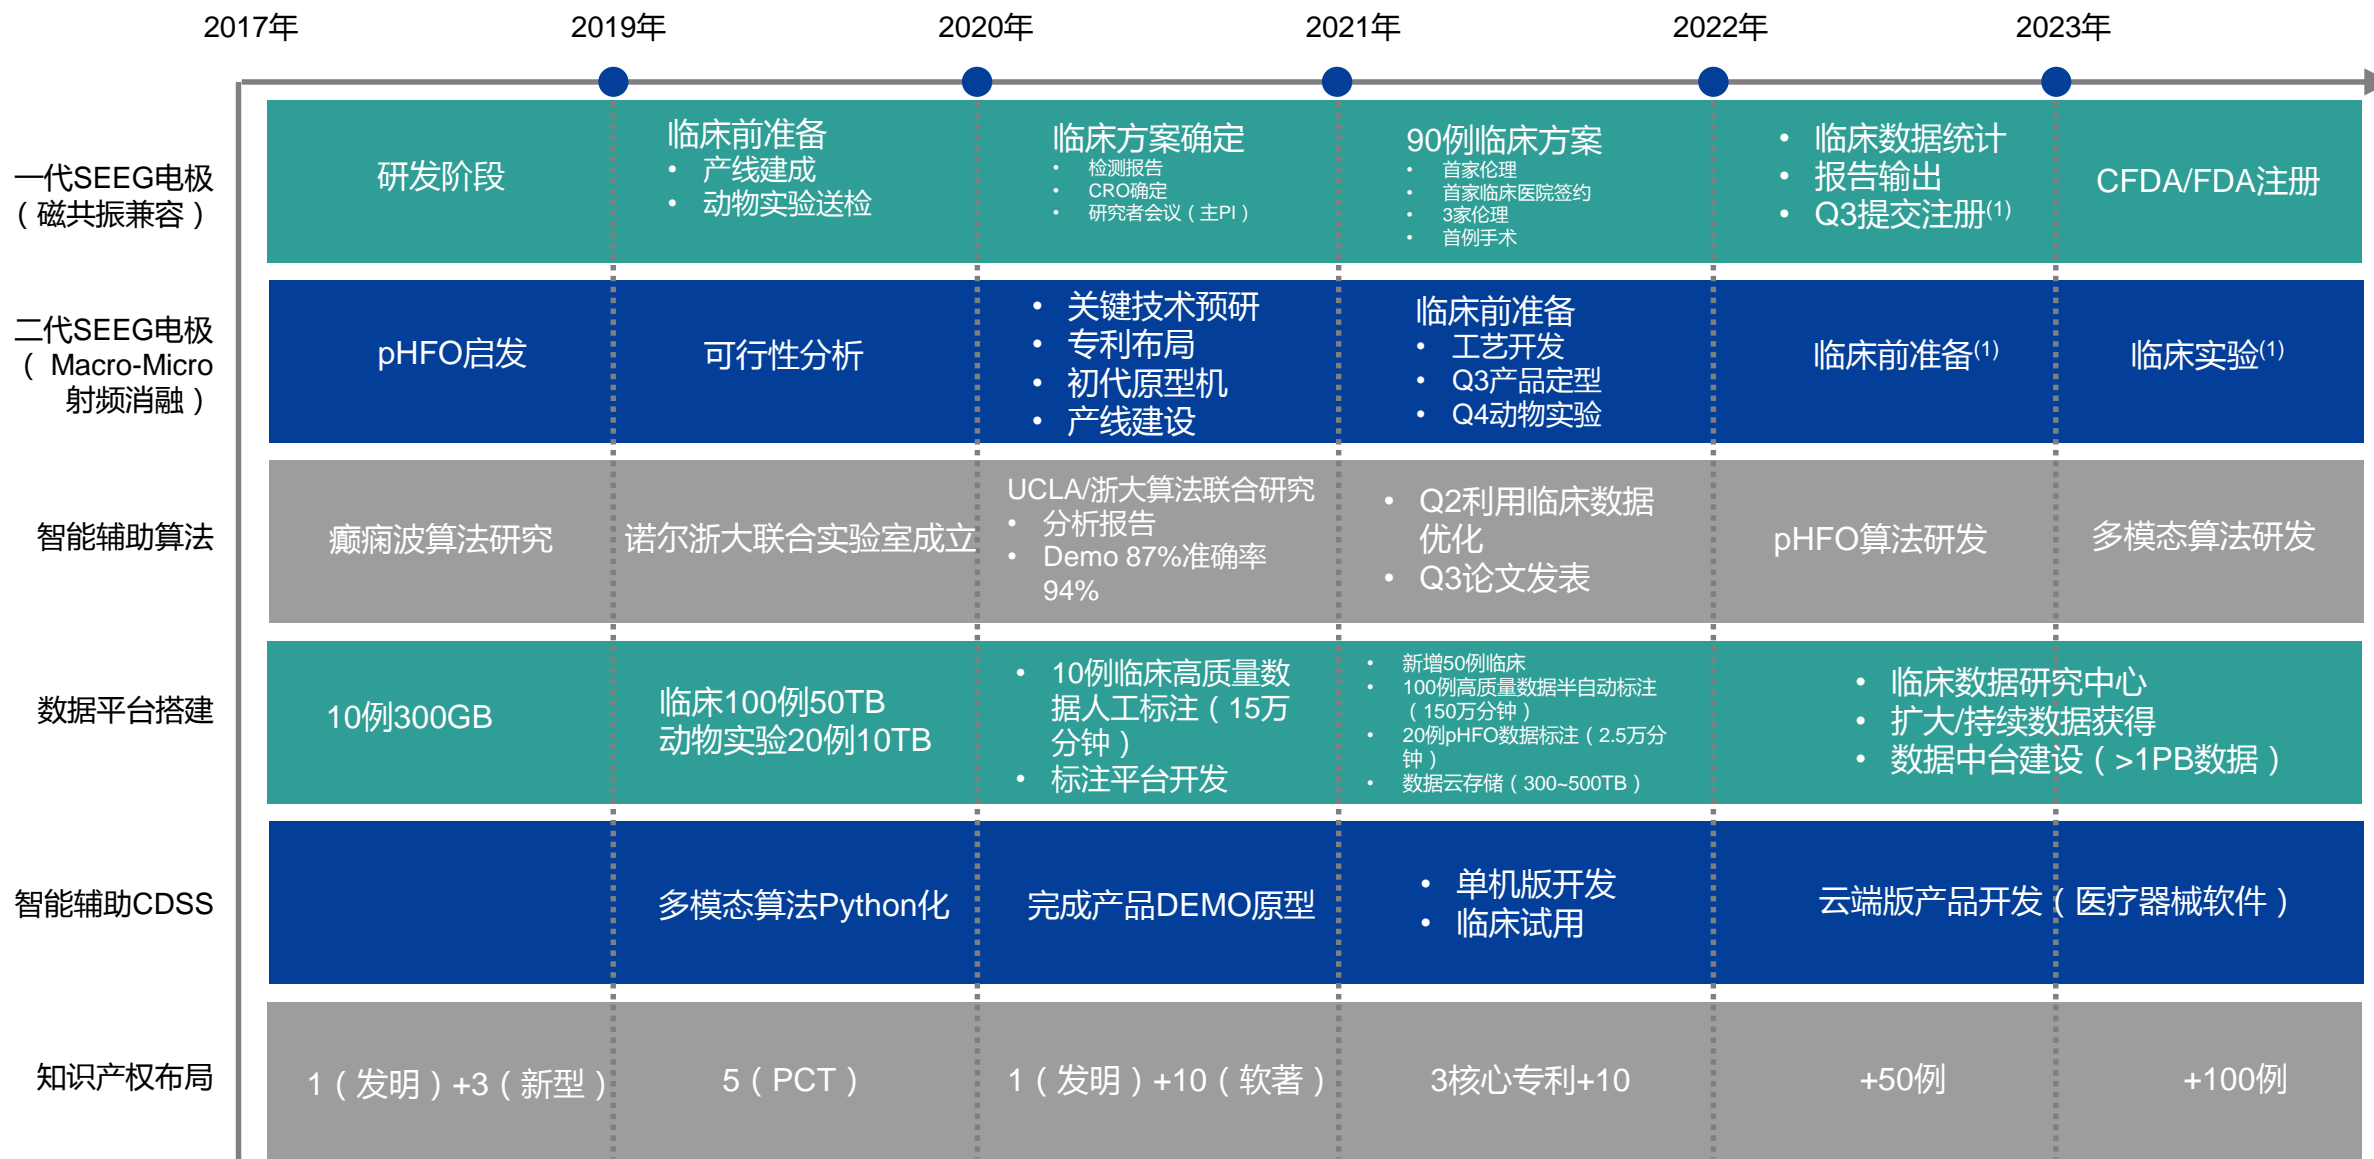 2017年
2019年
2020年
2021年
2022年
2023年
一代SEEG电极
（磁共振兼容）
研发阶段
临床前准备
• 产线建成
• 动物实验送检
临床方案确定
• 检测报告
• CRO确定
• 研究者会议（主PI）
90例临床方案
• 首家伦理
• 首家临床医院签约
• 3家伦理
• 首例手术
• 临床数据统计
• 报告输出
• Q3提交注册(1)
CFDA/FDA注册
二代SEEG电极
（ Macro-Micro
射频消融）
pHFO启发
可行性分析
• 关键技术预研
• 专利布局
• 初代原型机
• 产线建设
临床前准备
• 工艺开发
• Q3产品定型
• Q4动物实验
临床前准备(1)
临床实验(1)
智能辅助算法
癫痫波算法研究
诺尔浙大联合实验室成立
UCLA/浙大算法联合研究
• 分析报告
• Demo 87%准确率
94%
• Q2利用临床数据
优化
• Q3论文发表
pHFO算法研发
多模态算法研发
数据平台搭建
10例300GB
临床100例50TB
动物实验20例10TB
• 10例临床高质量数
据人工标注（15万
分钟）
• 标注平台开发
• 新增50例临床
• 100例高质量数据半自动标注
（150万分钟）
• 20例pHFO数据标注（2.5万分
钟）
• 数据云存储（300~500TB）
• 临床数据研究中心
• 扩大/持续数据获得
• 数据中台建设（>1PB数据）
智能辅助CDSS
多模态算法Python化
完成产品DEMO原型
• 单机版开发
• 临床试用
云端版产品开发（医疗器械软件）
知识产权布局
1（发明）+3（新型）
5（PCT）
1（发明）+10（软著）
3核心专利+10
+50例
+100例